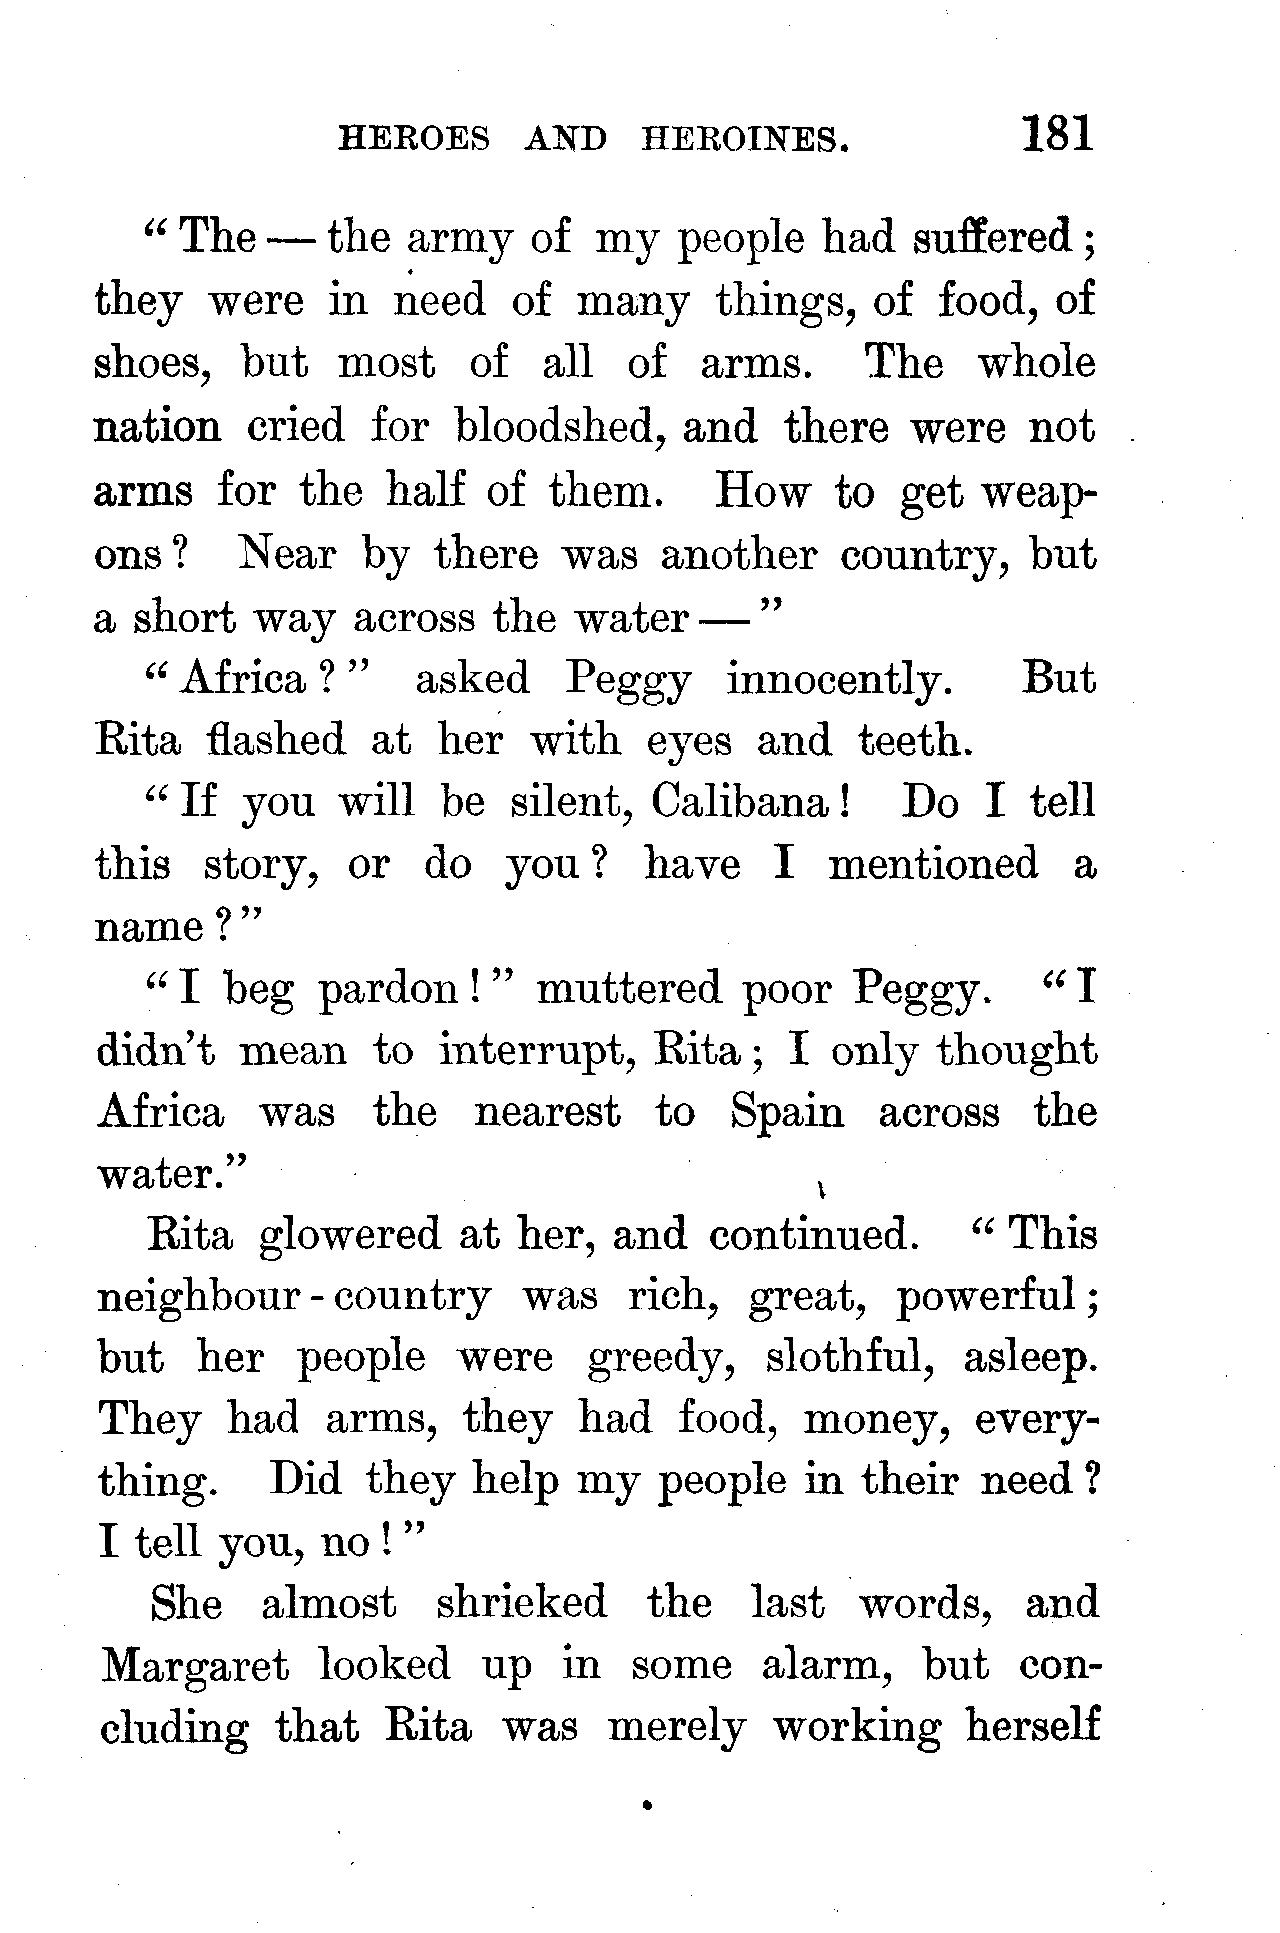 HEROES AND HEROINES. 181
“ The — the army of my people had suffered ;
they were in need of many things, of food, of
shoes, but most of all of arms. The whole
nation cried for bloodshed, and there were not
arms for the half of them. How to get weap-
ons ? Near by there was another country, but
a short way across the water — ”
“ Africa ? ” asked Peggy innocently. But
Rita flashed at her with eyes and teeth.
“ If you will be silent, Calibana ! Do I tell
this story, or do you ? have I mentioned a
name ? ”
“ I beg pardon ! ” muttered poor Peggy. “ I
didn’t mean to interrupt, Rita ; I only thought
Africa was the nearest to Spain across the
water.”
Rita glowered at her, and continued. “ This
neighbour - country was rich, great, powerful ;
but her people were greedy, slothful, asleep.
They had arms, they had food, money, every-
thing. Did they help my people in their need ?
I tell you, no ! ”
She almost shrieked the last words, and
Margaret looked up in some alarm, but con-
cluding that Rita was merely working herself